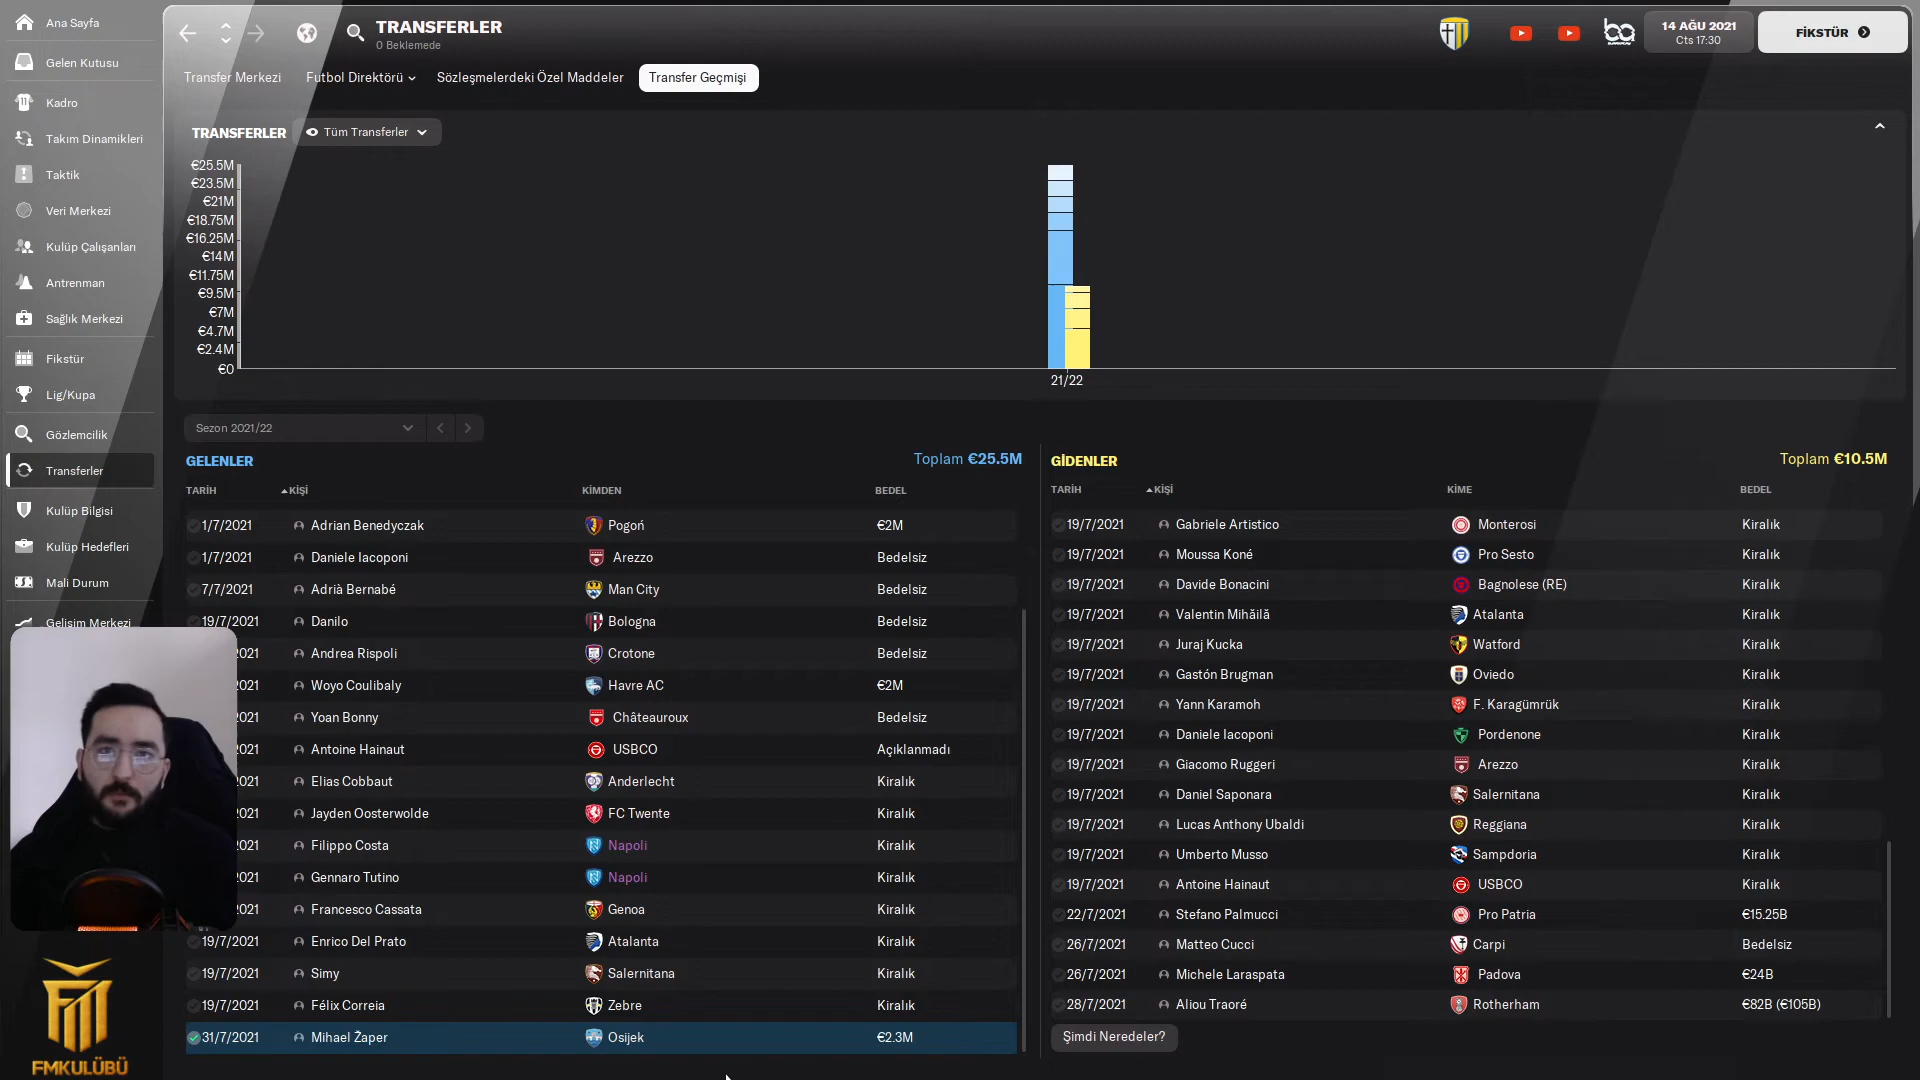 Ana Sayfa
Gelen Kutusu
Kadro
Takım Dinamikleri
Taktik
Veri Merkezi
Kulüp Çalışanları
Antrenman
Sağlık Merkezi
Fikstür
Lig/Kupa
Gözlemcilik
Transferler
Kulüp Bilgisi
Kulüp Hedefleri
Mali Durum
Gelişim Merkezi
FMKULÜBÜ
TRANSFERLER
0 Beklemede
14 AĞU 2021
Cts 17:30
FİKSTÜR
Transfer Merkezi Futbol Direktörü Sözleşmelerdeki Özel Maddeler Transfer Geçmişi
TRANSFERLER Tüm Transferler
€25.5M
€23.5M
€21M
€18.75M
€16.25M
€14M
€11.75M
€9.5M
€7M
€4.7M
€2.4M
€0
21/22
Sezon 2021/22
GELENLER Toplam €25.5M
TARİH KİŞİ KİMDEN BEDEL
1/7/2021 Adrian Benedyczak Pogoń €2M
1/7/2021 Daniele Iacoponi Arezzo Bedelsiz
7/7/2021 Adrià Bernabé Man City Bedelsiz
19/7/2021 Danilo Bologna Bedelsiz
021 Andrea Rispoli Crotone Bedelsiz
021 Woyo Coulibaly Havre AC €2M
021 Yoan Bonny Châteauroux Bedelsiz
021 Antoine Hainaut USBCO Açıklanmadı
021 Elias Cobbaut Anderlecht Kiralık
021 Jayden Oosterwolde FC Twente Kiralık
021 Filippo Costa Napoli Kiralık
021 Gennaro Tutino Napoli Kiralık
021 Francesco Cassata Genoa Kiralık
19/7/2021 Enrico Del Prato Atalanta Kiralık
19/7/2021 Simy Salernitana Kiralık
19/7/2021 Félix Correia Zebre Kiralık
31/7/2021 Mihael Žaper Osijek €2.3M
GİDENLER Toplam €10.5M
TARİH KİŞİ KİME BEDEL
19/7/2021 Gabriele Artistico Monterosi Kiralık
19/7/2021 Moussa Koné Pro Sesto Kiralık
19/7/2021 Davide Bonacini Bagnolese (RE) Kiralık
19/7/2021 Valentin Mihăilă Atalanta Kiralık
19/7/2021 Juraj Kucka Watford Kiralık
19/7/2021 Gastón Brugman Oviedo Kiralık
19/7/2021 Yann Karamoh F. Karagümrük Kiralık
19/7/2021 Daniele Iacoponi Pordenone Kiralık
19/7/2021 Giacomo Ruggeri Arezzo Kiralık
19/7/2021 Daniel Saponara Salernitana Kiralık
19/7/2021 Lucas Anthony Ubaldi Reggiana Kiralık
19/7/2021 Umberto Musso Sampdoria Kiralık
19/7/2021 Antoine Hainaut USBCO Kiralık
22/7/2021 Stefano Palmucci Pro Patria €15.25B
26/7/2021 Matteo Cucci Carpi Bedelsiz
26/7/2021 Michele Laraspata Padova €24B
28/7/2021 Aliou Traoré Rotherham €82B (€105B)
Şimdi Neredeler?